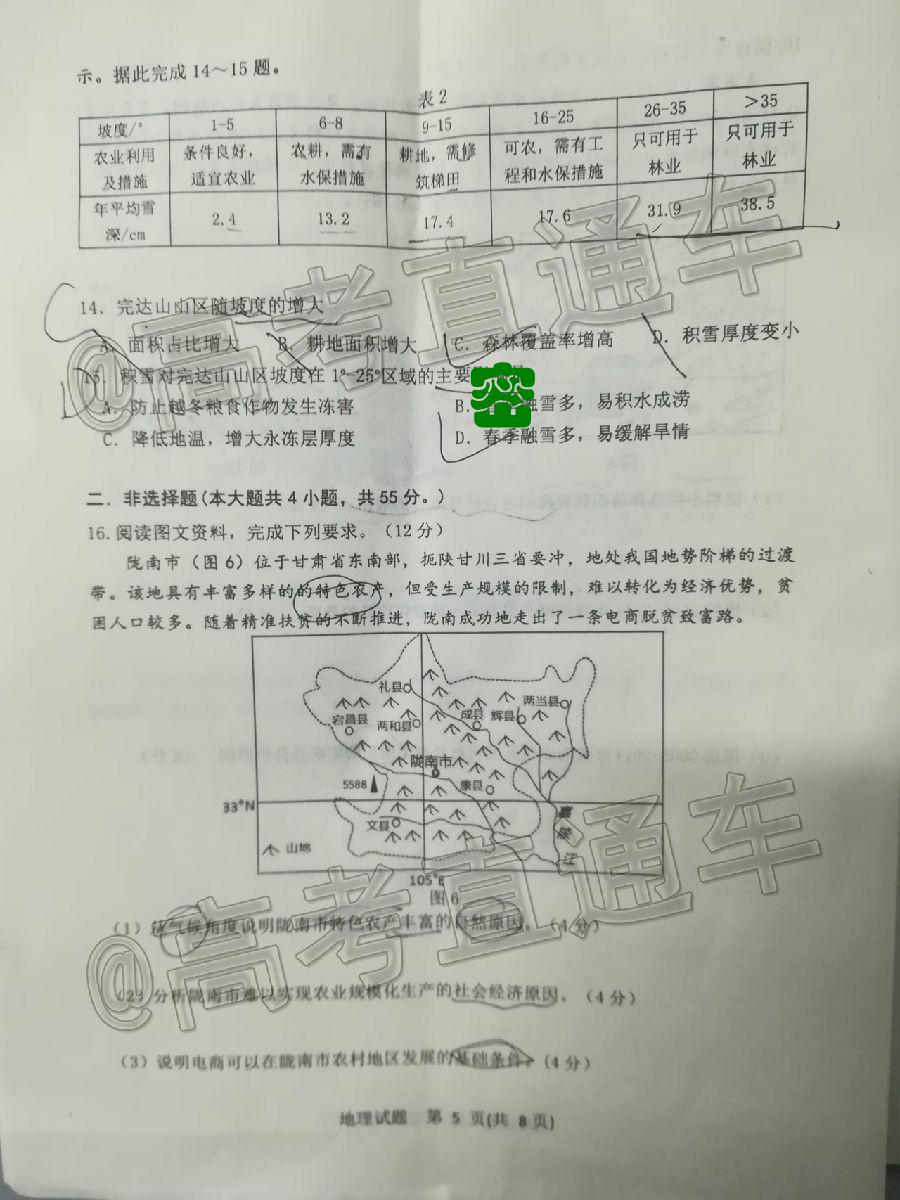 示。据此完成 14～15 题。
表 2
坡度/° 1-5 6-8 9-15 16-25 26-35 >35
农业利用及措施 条件良好，适宜农业 农耕，需有水保措施 耕地，需修筑梯田 可农，需有工程和水保措施 只可用于林业 只可用于林业
年平均雪深/cm 2.4 13.2 17.4 17.6 31.9 38.5
14. 完达山山区随坡度的增大
A. 面积占比增大 B. 耕地面积增大 C. 森林覆盖率增高 D. 积雪厚度变小
15. 积雪对完达山山区坡度在 1°-25°区域的主要
A. 防止越冬粮食作物发生冻害 B. 融雪多，易积水成涝
C. 降低地温，增大永冻层厚度 D. 春季融雪多，易缓解旱情
二、非选择题(本大题共 4 小题，共 55 分。)
16. 阅读图文资料，完成下列要求。(12 分)
陇南市（图 6）位于甘肃省东南部，扼陕甘川三省要冲，地处我国地势阶梯的过渡
带。该地具有丰富多样的的特色农产，但受生产规模的限制，难以转化为经济优势，贫
困人口较多。随着精准扶贫的不断推进，陇南成功地走出了一条电商脱贫致富路。
礼县
两当县
宕昌县
两和县
成县
辉县
陇南市
5588
康县
33°N
文县
嘉陵江
山地
105°E
图 6
(1) 从气候角度说明陇南市特色农产丰富的自然原因。(4 分)
(2) 分析陇南市难以实现农业规模化生产的社会经济原因。(4 分)
(3) 说明电商可以在陇南市农村地区发展的基础条件。(4 分)
地理试题 第 5 页(共 8 页)
@高考直通车
@高考直通车